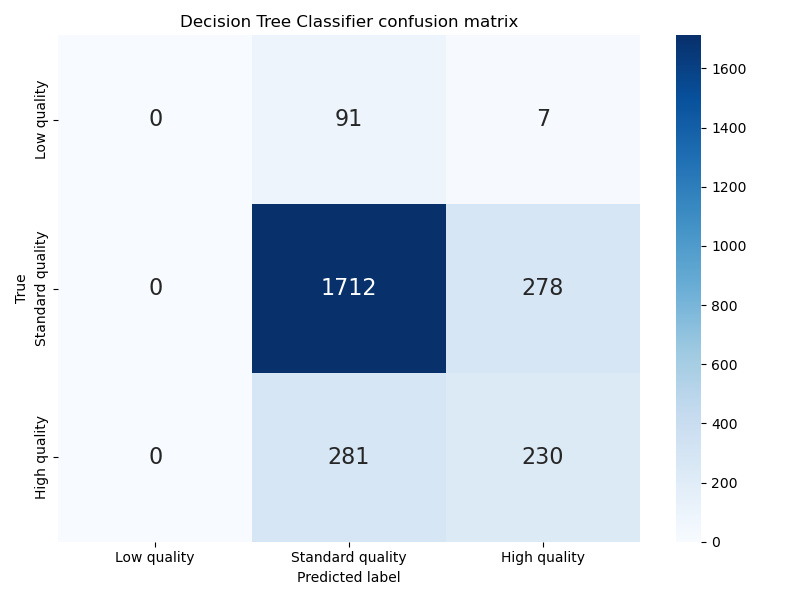 Decision Tree Classifier confusion matrix
True
Low quality
0
91
7
Standard quality
0
1712
278
High quality
0
281
230
Low quality
Standard quality
High quality
Predicted label
1600
1400
1200
1000
800
600
400
200
0